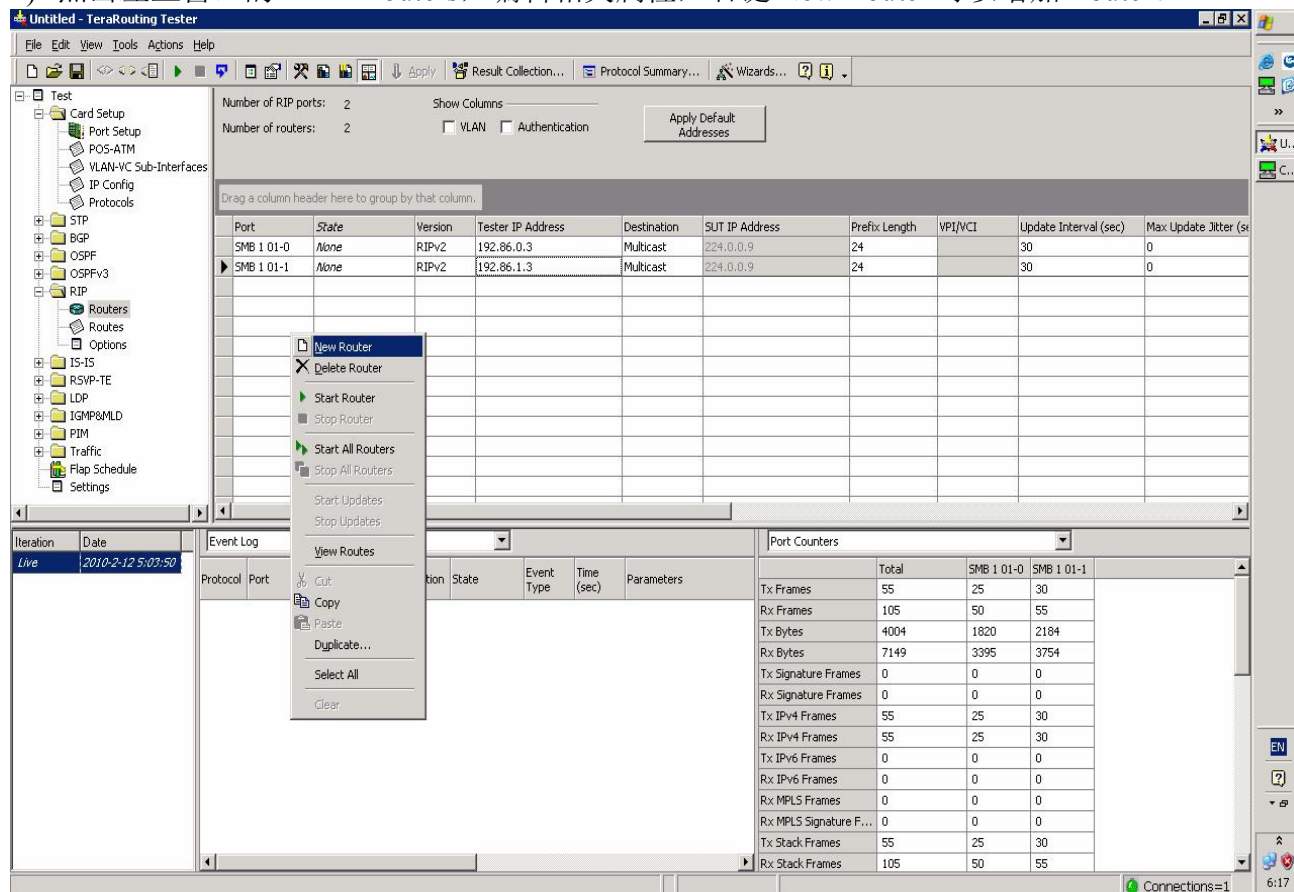 Untitled - TeraRouting Tester
File Edit View Tools Actions Help
Apply Result Collection... Protocol Summary... Wizards...
Test
Card Setup
Port Setup
POS-ATM
VLAN-VC Sub-Interfaces
IP Config
Protocols
STP
BGP
OSPF
OSPFv3
RIP
Routers
Routes
Options
IS-IS
RSVP-TE
LDP
IGMP&MLD
PIM
Traffic
Flap Schedule
Settings
Number of RIP ports: 2
Number of routers: 2
Show Columns
VLAN Authentication
Apply Default
Addresses
Drag a column header here to group by that column.
Port State Version Tester IP Address Destination SUT IP Address Prefix Length VPI/VCI Update Interval (sec) Max Update Jitter (se
SMB 1 01-0 None RIPv2 192.86.0.3 Multicast 224.0.0.9 24 30 0
SMB 1 01-1 None RIPv2 192.86.1.3 Multicast 224.0.0.9 24 30 0
New Router
Delete Router
Start Router
Stop Router
Start All Routers
Stop All Routers
Start Updates
Stop Updates
View Routes
Cut
Copy
Paste
Duplicate...
Select All
Clear
Iteration Date
Live 2010-2-12 5:03:50
Event Log
Protocol Port tion State Event Type Time (sec) Parameters
Port Counters
Total SMB 1 01-0 SMB 1 01-1
Tx Frames 55 25 30
Rx Frames 105 50 55
Tx Bytes 4004 1820 2184
Rx Bytes 7149 3395 3754
Tx Signature Frames 0 0 0
Rx Signature Frames 0 0 0
Tx IPv4 Frames 55 25 30
Rx IPv4 Frames 55 25 30
Tx IPv6 Frames 0 0 0
Rx IPv6 Frames 0 0 0
Rx MPLS Frames 0 0 0
Rx MPLS Signature F... 0 0 0
Tx Stack Frames 55 25 30
Rx Stack Frames 105 50 55
Connections=1
U..
C..
EN
6:17